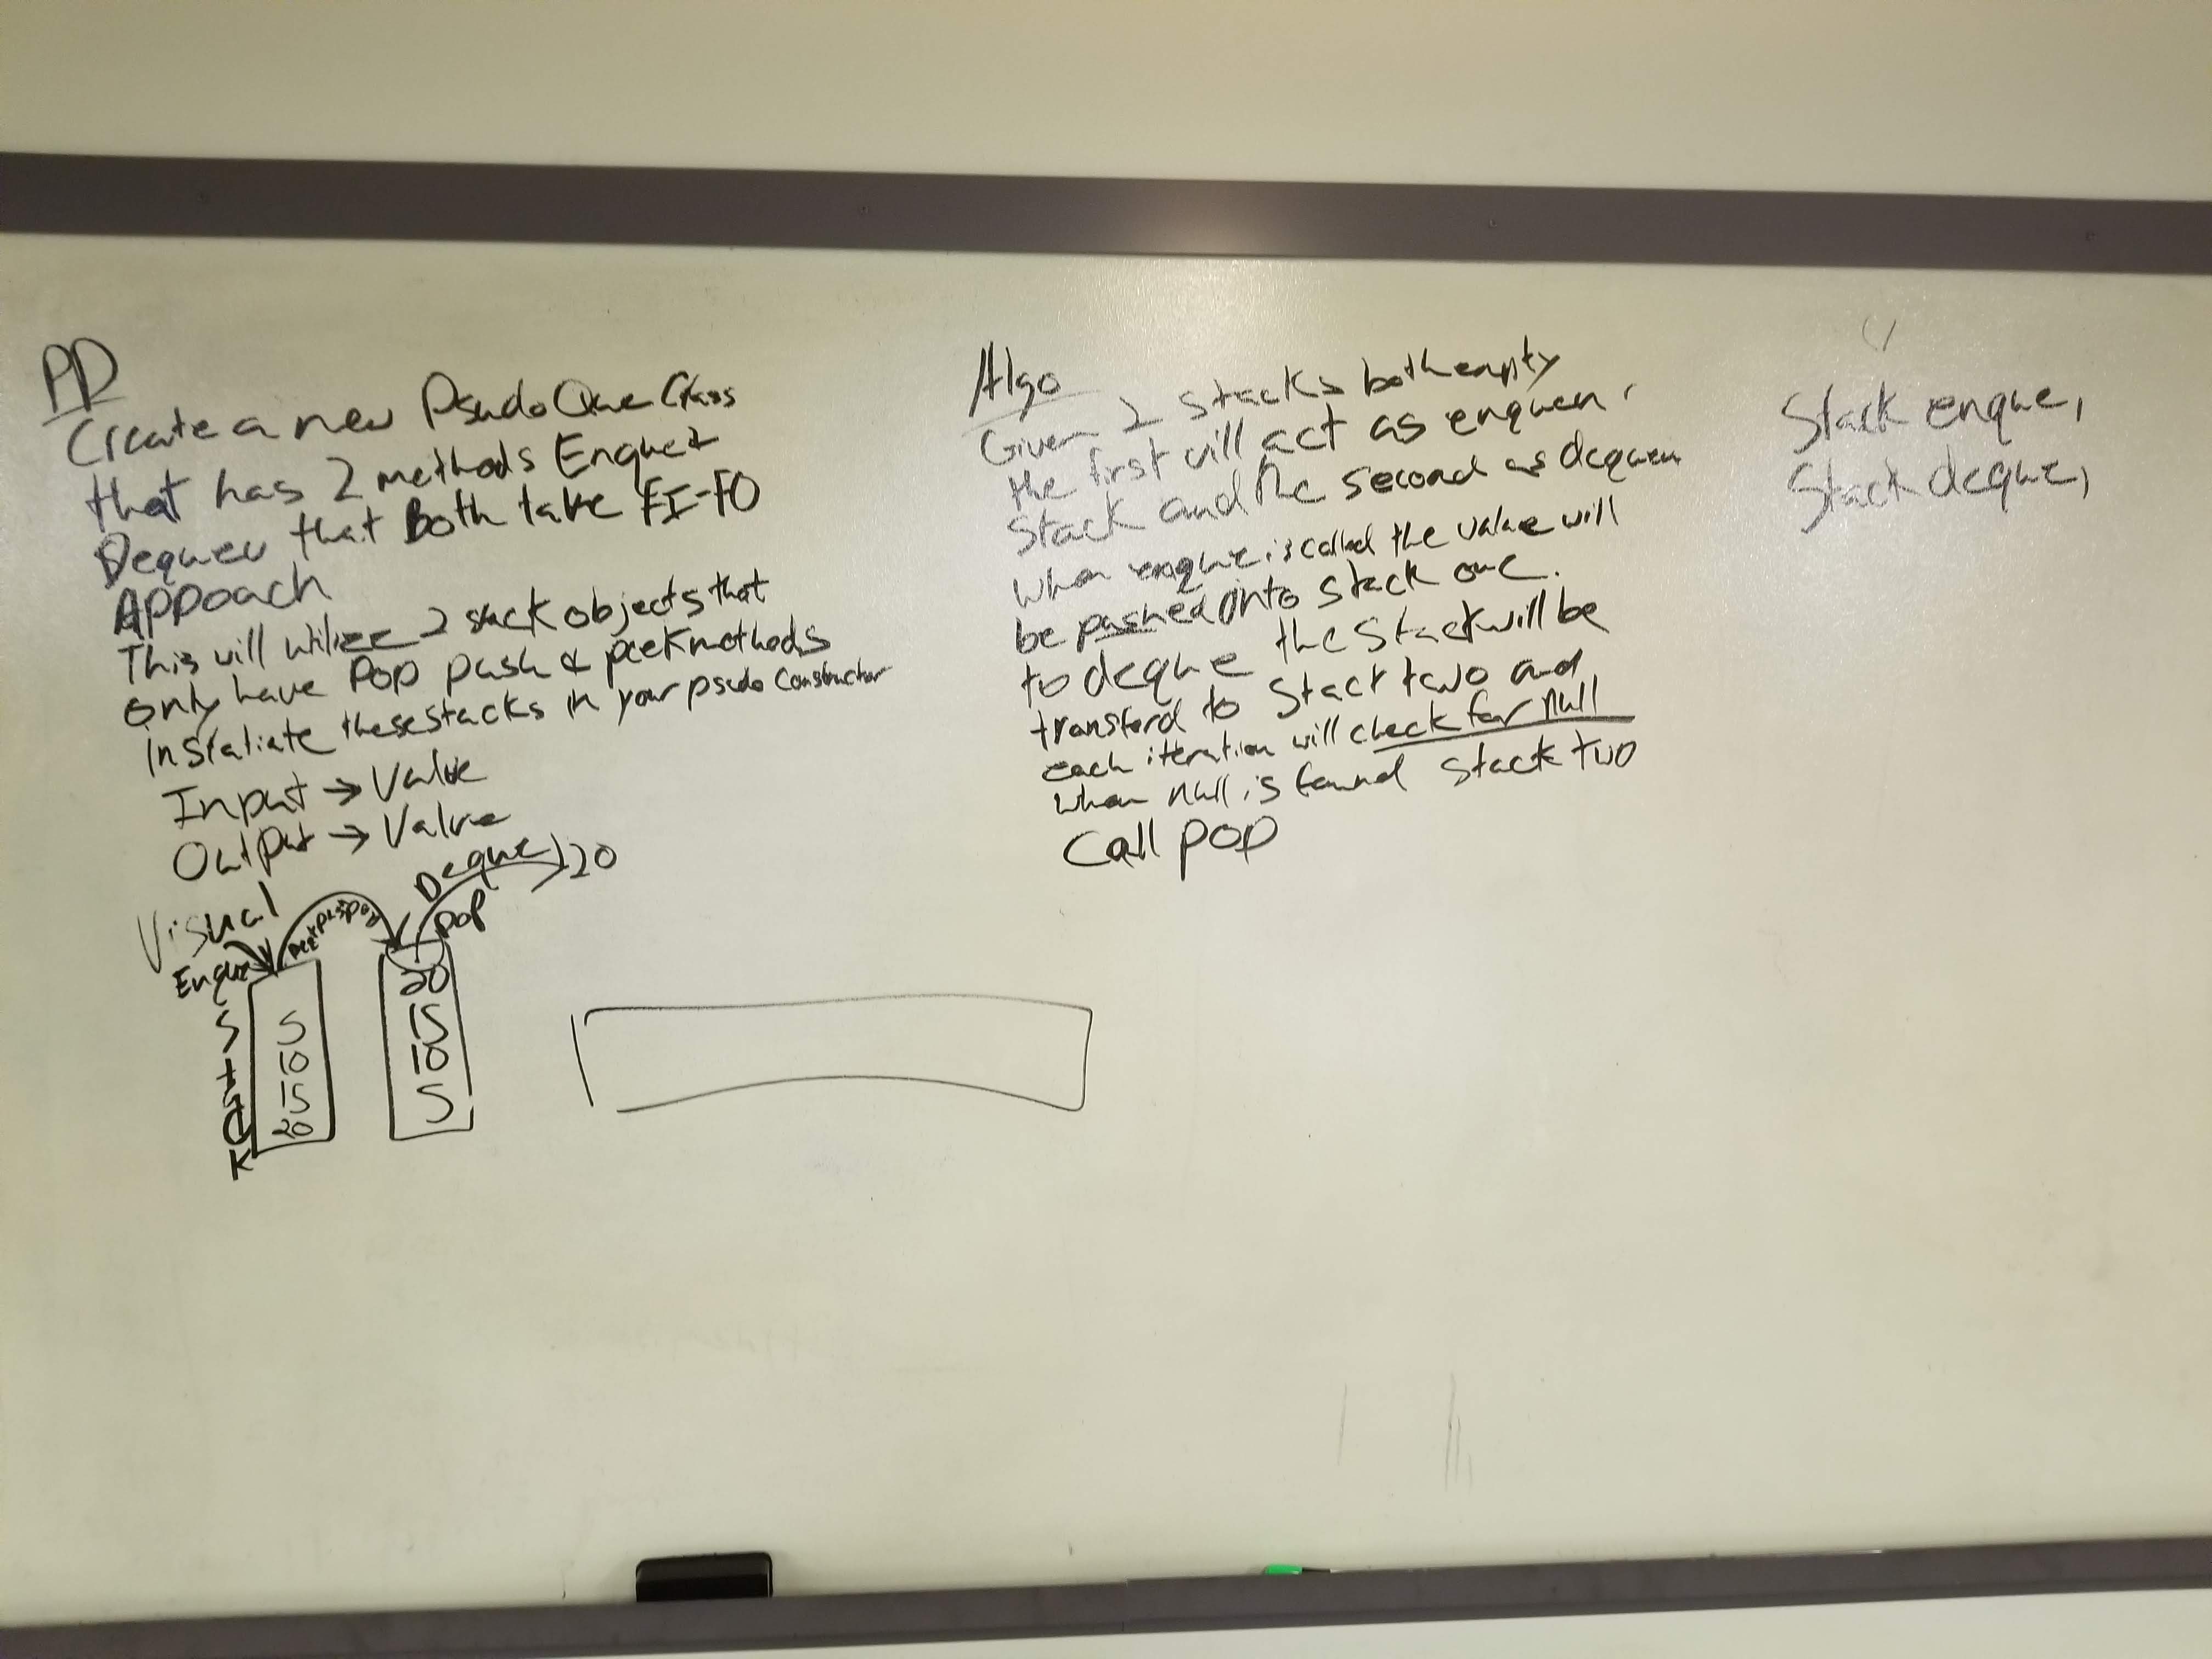 PD
Create a new PsudoQue Class
that has 2 methods Enque &
Dequeu that Both take FI-FO
Appoach
This will utilize 2 stack objects that
only have Pop push & peek methods
instatiate these stacks in your psudo constructor
Input → Value
Output → Value
Visual
Enque
Deque 20
POP
STACK
5
10
15
20
20
15
10
5
Algo
Given 2 stacks both empty
the first will act as enqueu
stack and the second as dequeu
when enque is called the value will
be pushed into stack one.
to deque the stack will be
transferd to stack two and
each iteration will check for null
when null is found stack two
Call POP
Stack enque,
Stack deque,